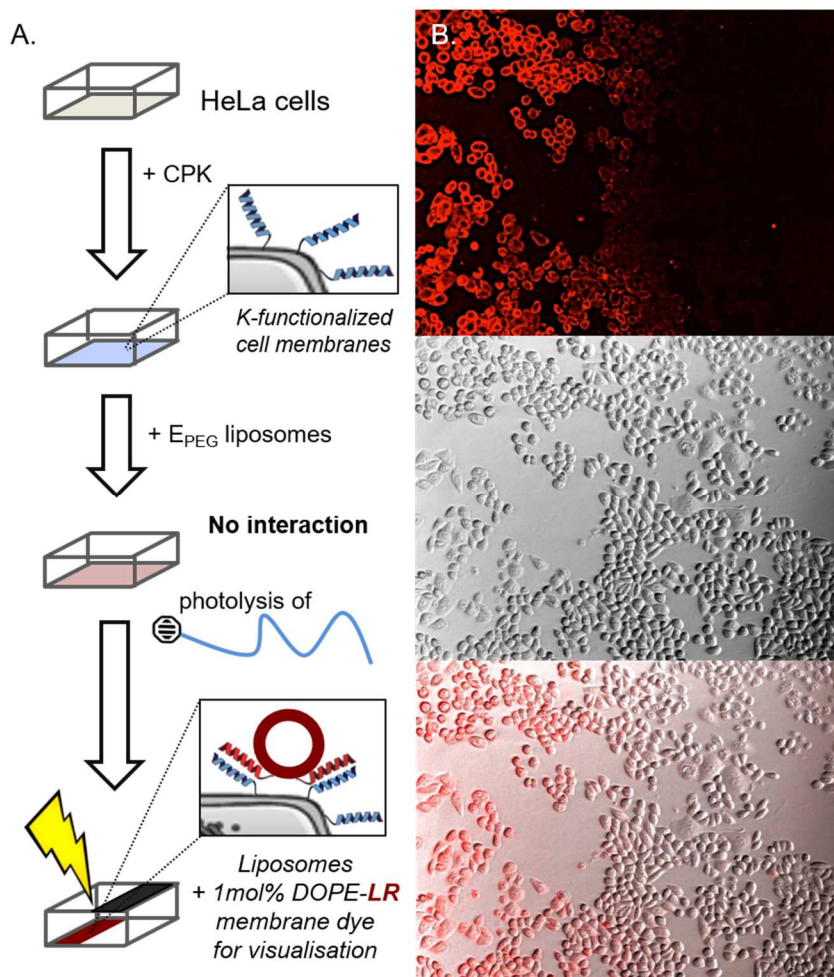 A.
B.
HeLa cells
+ CPK
K-functionalized
cell membranes
+ EPEG liposomes
No interaction
photolysis of
Liposomes
+ 1mol% DOPE-LR
membrane dye
for visualisation